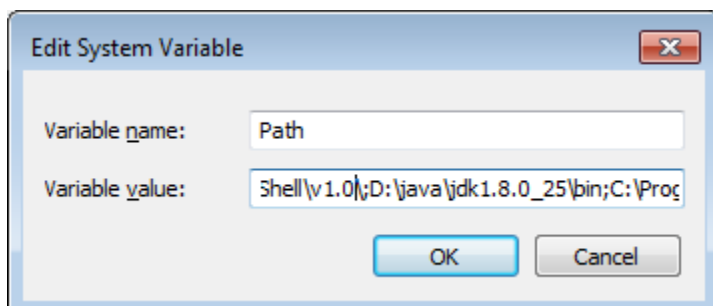 Edit System Variable
Variable name: Path
Variable value: Shell\v1.0\;D:\java\jdk1.8.0_25\bin;C:\Prog
OK Cancel